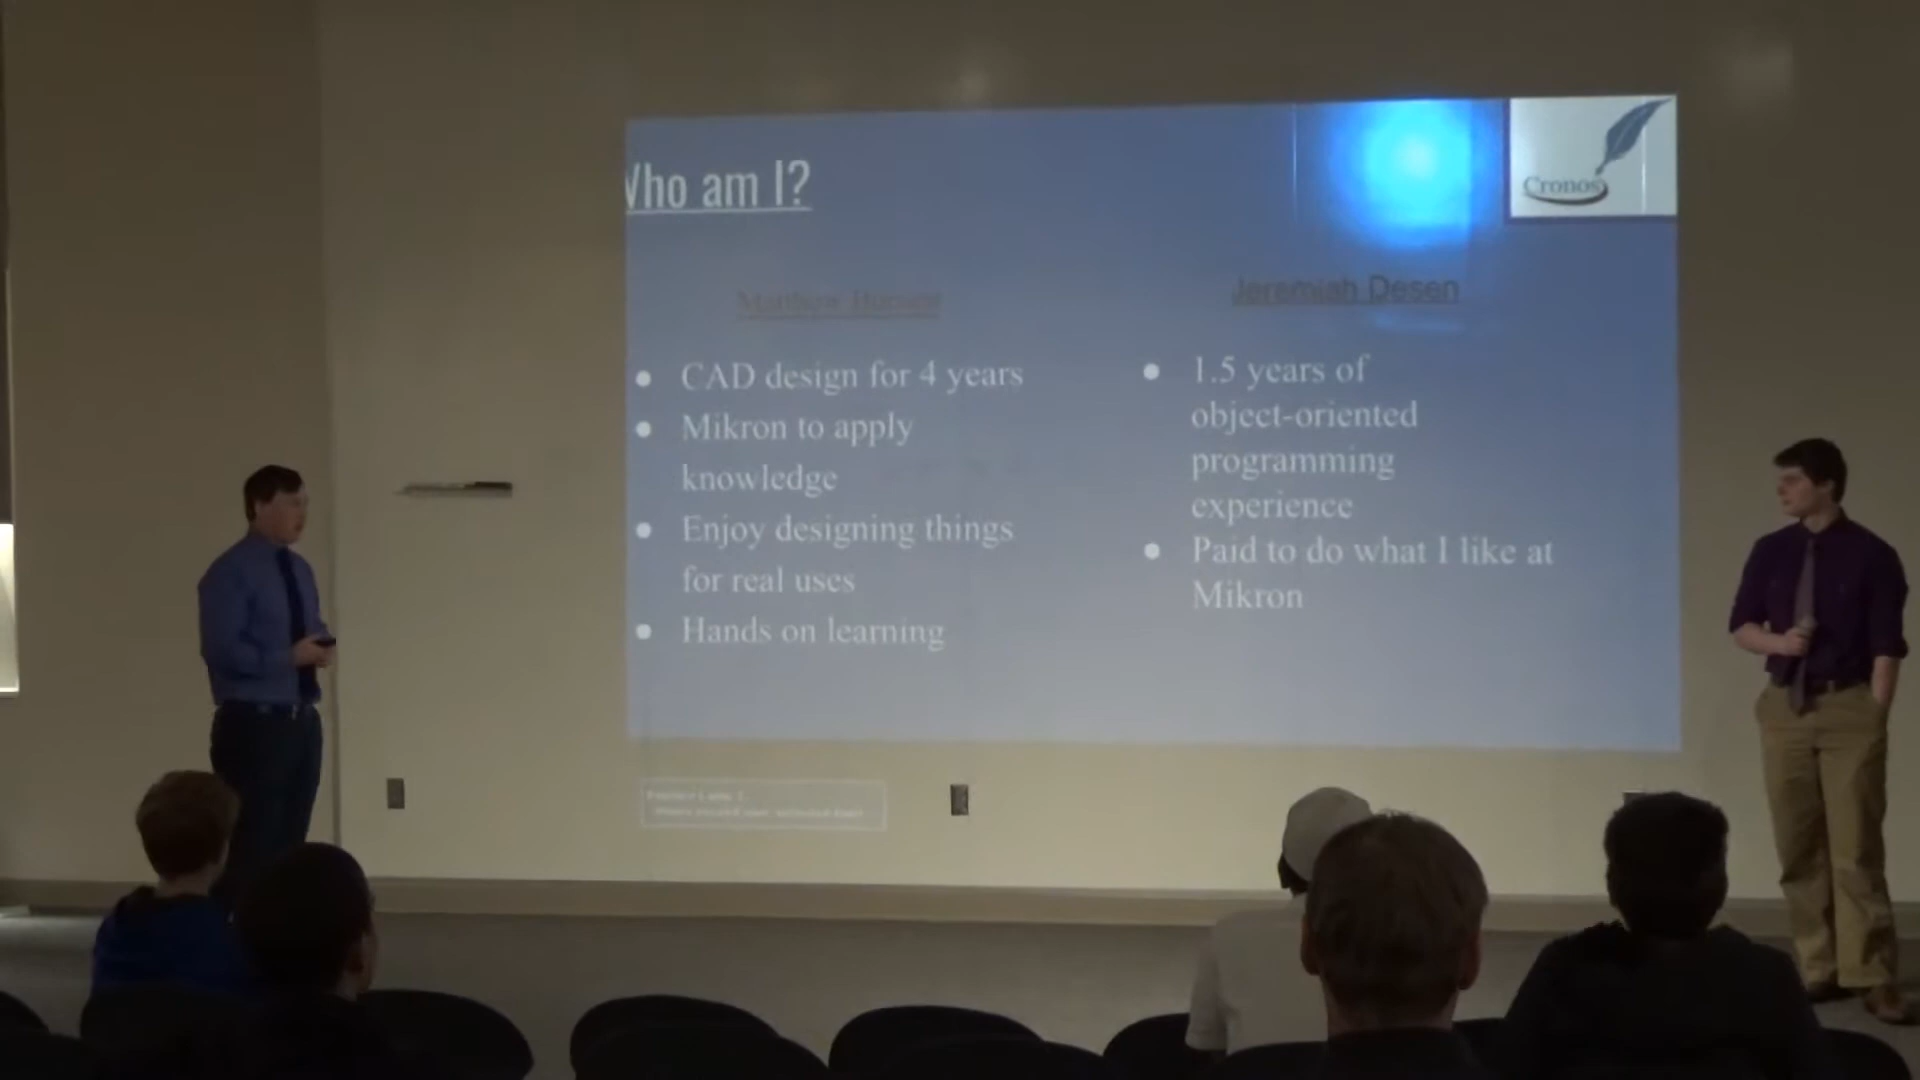 Who am I?
Cronos
Jeremiah Desen
CAD design for 4 years
Mikron to apply
knowledge
Enjoy designing things
for real uses
Hands on learning
1.5 years of
object-oriented
programming
experience
Paid to do what I like at
Mikron